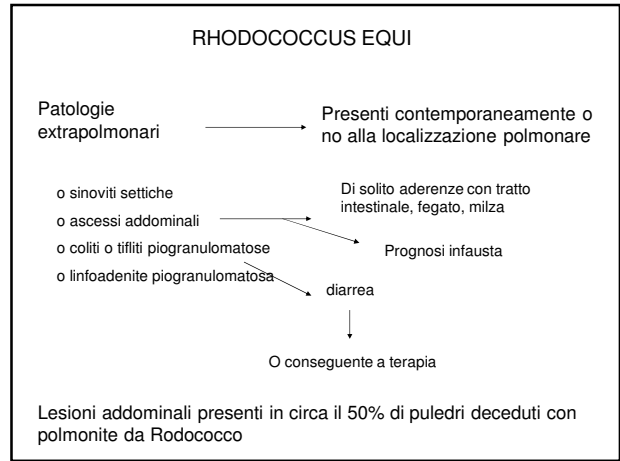 RHODOCOCCUS EQUI
Patologie
extrapolmonari
Presenti contemporaneamente o
no alla localizzazione polmonare
o sinoviti settiche
o ascessi addominali
o coliti o tifliti piogranulomatose
o linfoadenite piogranulomatosa
Di solito aderenze con tratto
intestinale, fegato, milza
Prognosi infausta
diarrea
O conseguente a terapia
Lesioni addominali presenti in circa il 50% di puledri deceduti con
polmonite da Rodococco